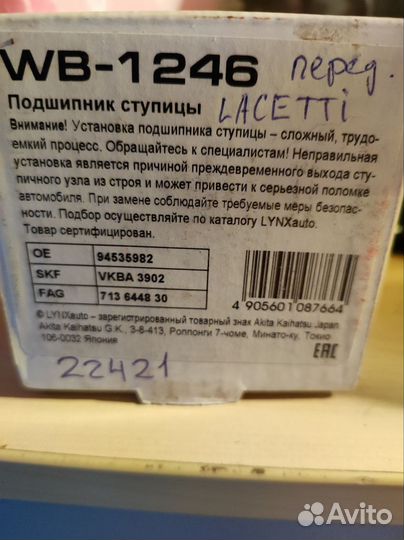 WB-1246 перед.
Подшипник ступицы LACETTI
Внимание! Установка подшипника ступицы – сложный, трудо-
емкий процесс. Обращайтесь к специалистам! Неправильная
установка является причиной преждевременного выхода сту-
пичного узла из строя и может привести к серьезной поломке
автомобиля. При замене соблюдайте требуемые меры безопас-
ности. Подбор осуществляйте по каталогу LYNXauto.
Товар сертифицирован.
OE 94535982
SKF VKBA 3902
FAG 713 6448 30
4 905601 087664
© LYNXauto – зарегистрированный товарный знак Akita Kaihatsu Japan.
Akita Kaihatsu G.K., 3-8-413, Роппонги 7-чоме, Минато-ку, Токио
106-0032 Япония
EAC
22421
Avito